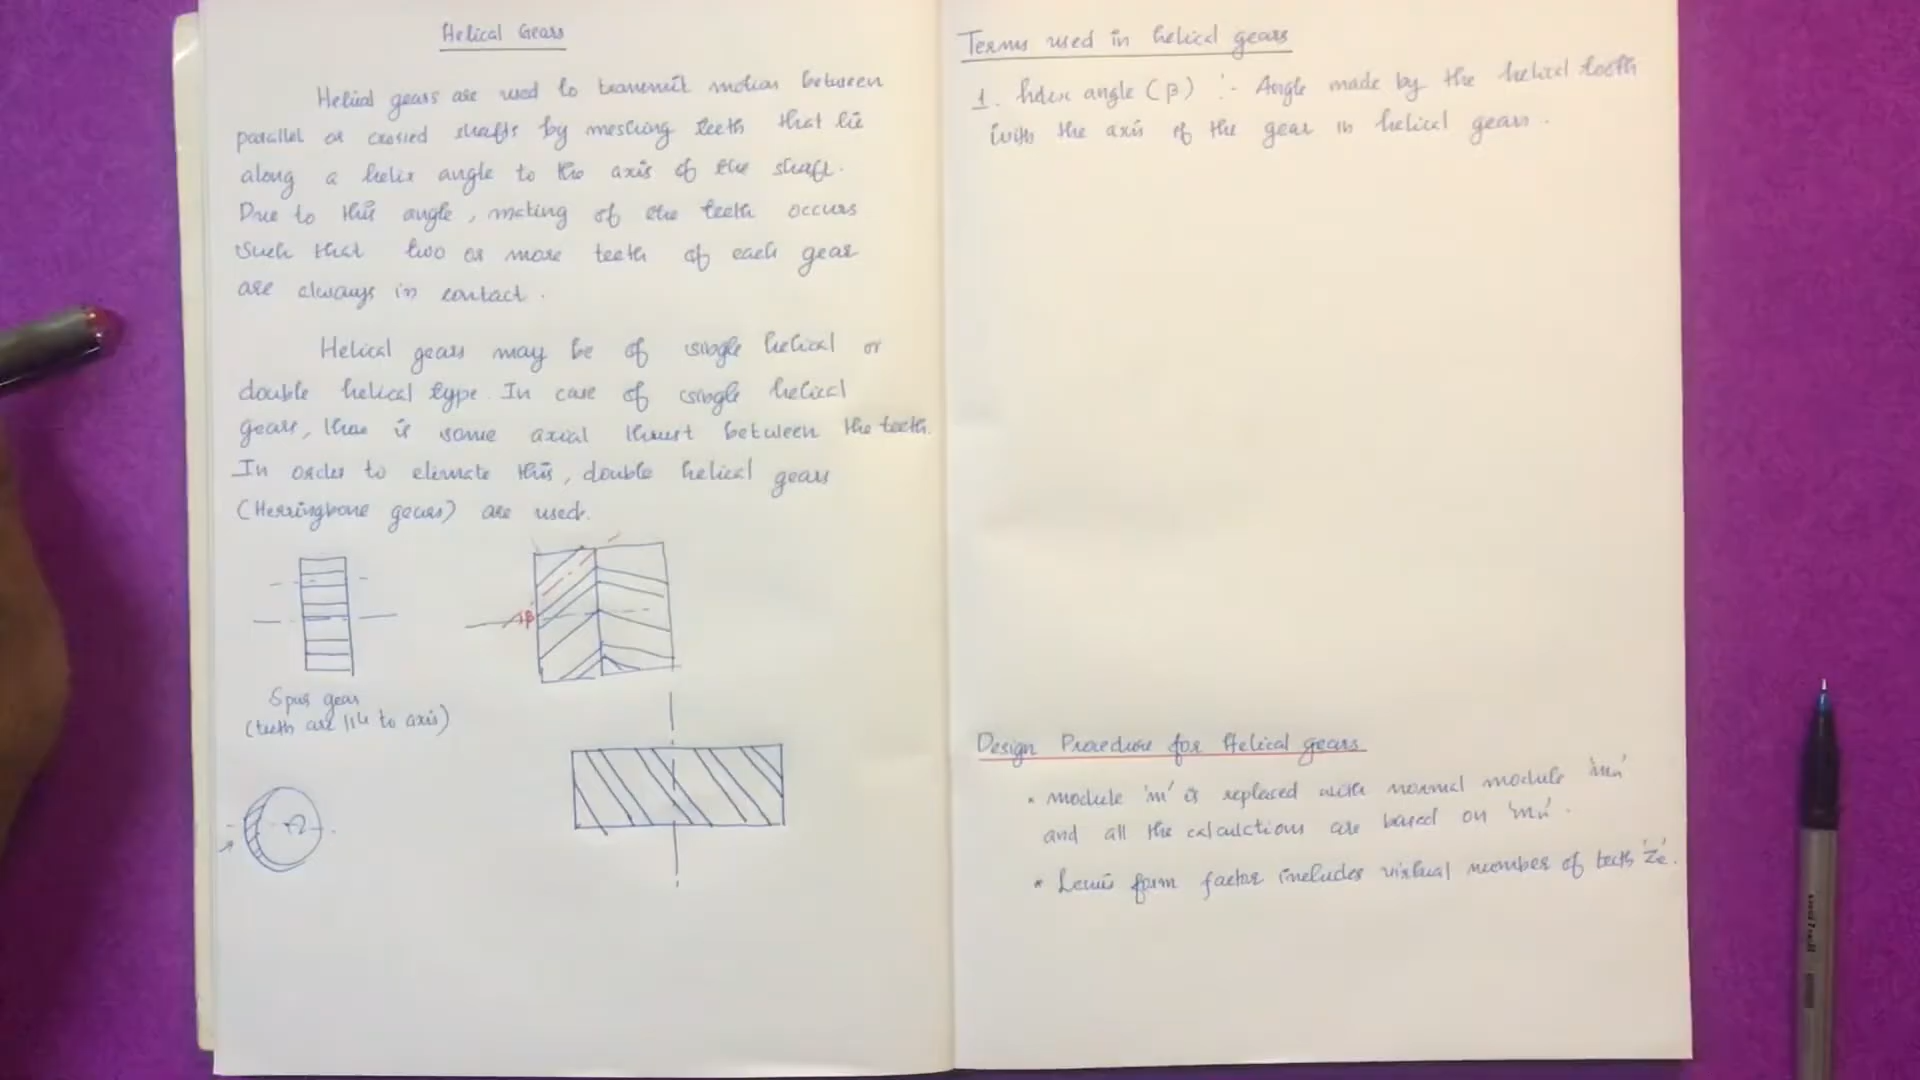 Helical Gears
Helical gears are used to transmit motion between
parallel or crossed shafts by meshing teeth that lie
along a helix angle to the axis of the shaft.
Due to this angle, mating of the teeth occurs
such that two or more teeth of each gear
are always in contact.
Helical gears may be of single helical or
double helical type. In case of single helical
gears, there is some axial thrust between the teeth.
In order to elimate this, double helical gears
(Herringbone gears) are used.
β
Spur gear
(teeth are 11le to axis)
Terms used in helical gears
1. helix angle (β) :- Angle made by the helical tooth
with the axis of the gear in helical gears.
Design Procedure for Helical gears
• module 'm' is replaced with normal module 'mn'
and all the calculctions are based on 'mn'.
* Lewis form factor includes virtual number of teeth 'Ze'.